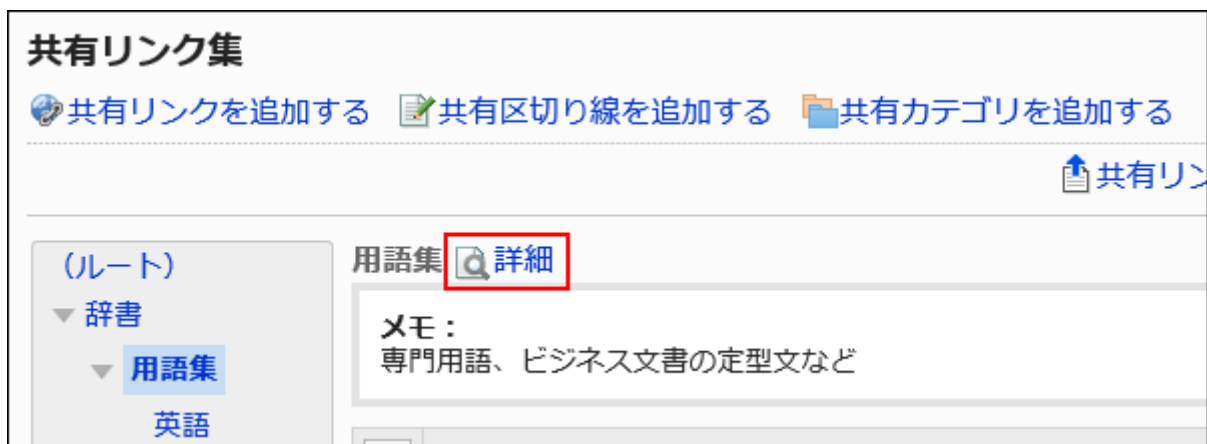 共有リンク集
共有リンクを追加する 共有区切り線を追加する 共有カテゴリを追加する
共有リン
(ルート)
辞書
用語集
英語
用語集 詳細
メモ：
専門用語、ビジネス文書の定型文など